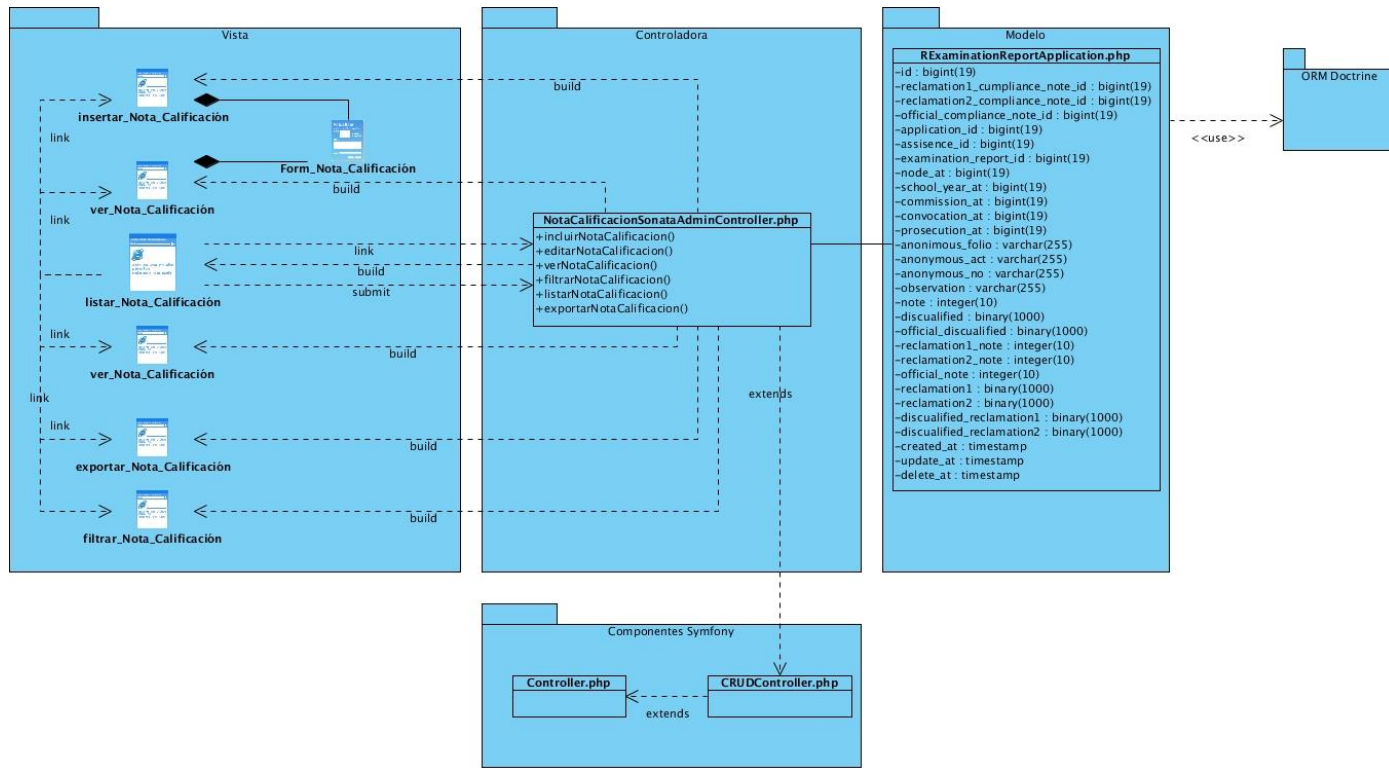 Vista
insertar_Nota_Calificación
link
Form_Nota_Calificación
build
ver_Nota_Calificación
link
build
listar_Nota_Calificación
link
build
submit
link
ver_Nota_Calificación
build
link
link
exportar_Nota_Calificación
build
filtrar_Nota_Calificación
build
Controladora
NotaCalificacionSonataAdminController.php
+incluirNotaCalificacion()
+editarNotaCalificacion()
+verNotaCalificacion()
+filtrarNotaCalificacion()
+listarNotaCalificacion()
+exportarNotaCalificacion()
extends
Modelo
RExaminationReportApplication.php
-id : bigint(19)
-reclamation1_cumpliance_note_id : bigint(19)
-reclamation2_compliance_note_id : bigint(19)
-official_compliance_note_id : bigint(19)
-application_id : bigint(19)
-assisence_id : bigint(19)
-examination_report_id : bigint(19)
-node_at : bigint(19)
-school_year_at : bigint(19)
-commission_at : bigint(19)
-convocation_at : bigint(19)
-prosecution_at : bigint(19)
-anonimous_folio : varchar(255)
-anonymous_act : varchar(255)
-anonymous_no : varchar(255)
-observation : varchar(255)
-note : integer(10)
-discualified : binary(1000)
-official_discualified : binary(1000)
-reclamation1_note : integer(10)
-reclamation2_note : integer(10)
-official_note : integer(10)
-reclamation1 : binary(1000)
-reclamation2 : binary(1000)
-discualified_reclamation1 : binary(1000)
-discualified_reclamation2 : binary(1000)
-created_at : timestamp
-update_at : timestamp
-delete_at : timestamp
<<use>>
ORM Doctrine
Componentes Symfony
Controller.php
extends
CRUDController.php